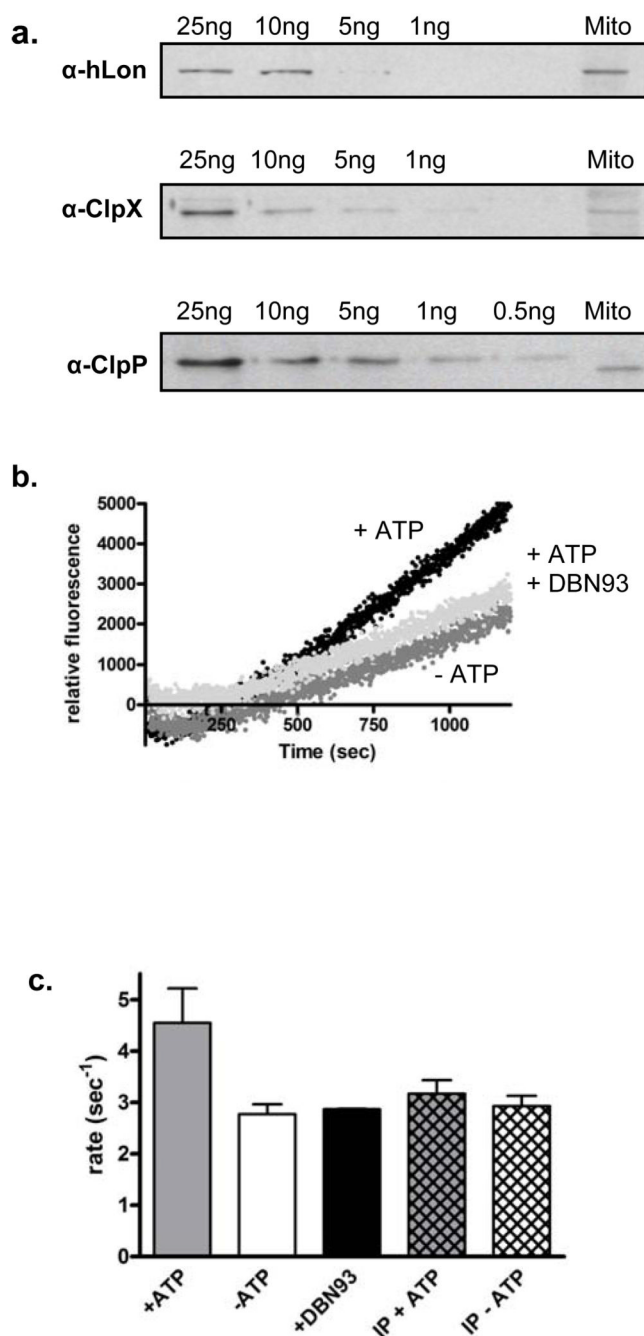 a.
25ng 10ng 5ng 1ng Mito
α-hLon
25ng 10ng 5ng 1ng Mito
α-ClpX
25ng 10ng 5ng 1ng 0.5ng Mito
α-ClpP
b.
relative fluorescence
5000
4000
3000
2000
1000
0
250 500 750 1000
Time (sec)
+ ATP
+ ATP
+ DBN93
- ATP
c.
rate (sec-1)
5
4
3
2
1
0
+ATP -ATP +DBN93 IP + ATP IP - ATP